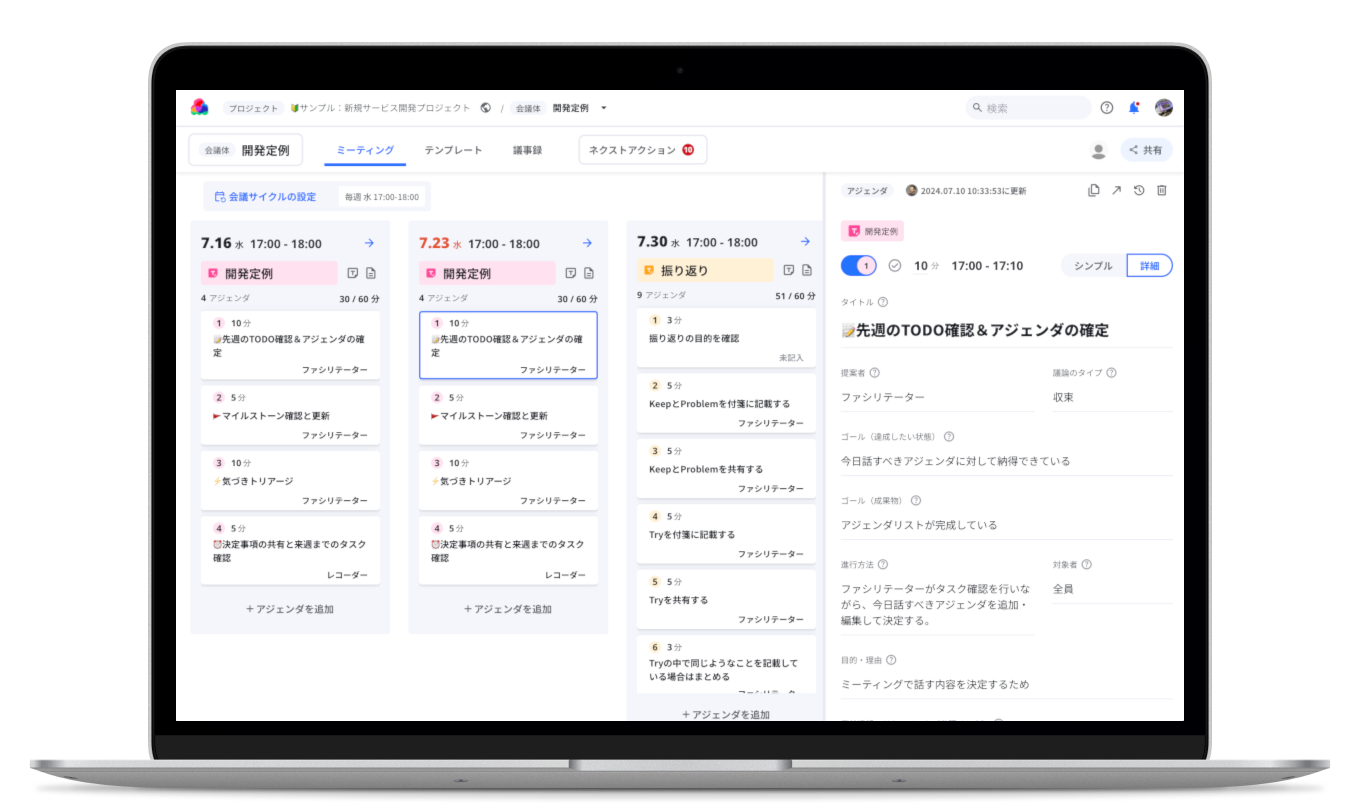 プロジェクト 🔰サンプル：新規サービス開発プロジェクト / 会議体 開発定例
検索
会議体 開発定例
ミーティング
テンプレート
議事録
ネクストアクション 10
共有
会議サイクルの設定
毎週 水 17:00-18:00
7.16 水 17:00 - 18:00
開発定例
4 アジェンダ 30 / 60 分
1 10 分
📝先週のTODO確認＆アジェンダの確
定
ファシリテーター
2 5 分
🚩マイルストーン確認と更新
ファシリテーター
3 10 分
⚡気づきトリアージ
ファシリテーター
4 5 分
⏰決定事項の共有と来週までのタスク
確認
レコーダー
＋アジェンダを追加
7.23 水 17:00 - 18:00
開発定例
4 アジェンダ 30 / 60 分
1 10 分
📝先週のTODO確認＆アジェンダの確
定
ファシリテーター
2 5 分
🚩マイルストーン確認と更新
ファシリテーター
3 10 分
⚡気づきトリアージ
ファシリテーター
4 5 分
⏰決定事項の共有と来週までのタスク
確認
レコーダー
＋アジェンダを追加
7.30 水 17:00 - 18:00
振り返り
9 アジェンダ 51 / 60 分
1 3 分
振り返りの目的を確認
未記入
2 5 分
KeepとProblemを付箋に記載する
ファシリテーター
3 5 分
KeepとProblemを共有する
ファシリテーター
4 5 分
Tryを付箋に記載する
ファシリテーター
5 5 分
Tryを共有する
ファシリテーター
6 3 分
Tryの中で同じようなことを記載して
いる場合はまとめる
＋アジェンダを追加
アジェンダ 2024.07.10 10:33:53に更新
開発定例
1 10 分 17:00 - 17:10 シンプル 詳細
タイトル
📝先週のTODO確認＆アジェンダの確定
提案者
ファシリテーター
議論のタイプ
収束
ゴール（達成したい状態）
今日話すべきアジェンダに対して納得できている
ゴール（成果物）
アジェンダリストが完成している
進行方法
ファシリテーターがタスク確認を行いな
がら、今日話すべきアジェンダを追加・
編集して決定する。
対象者
全員
目的・理由
ミーティングで話す内容を決定するため